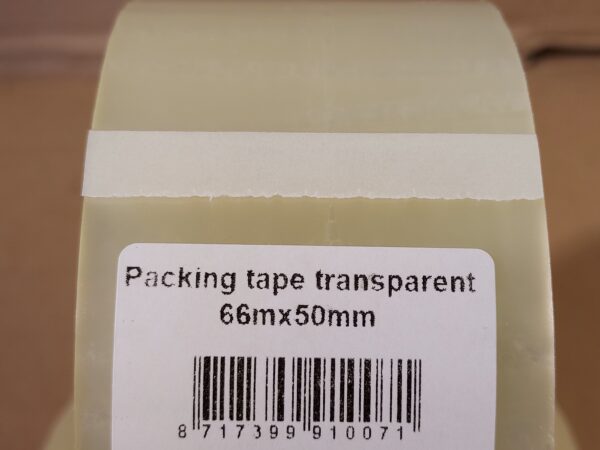 Packing tape transparent
66mx50mm
8 717399 910071